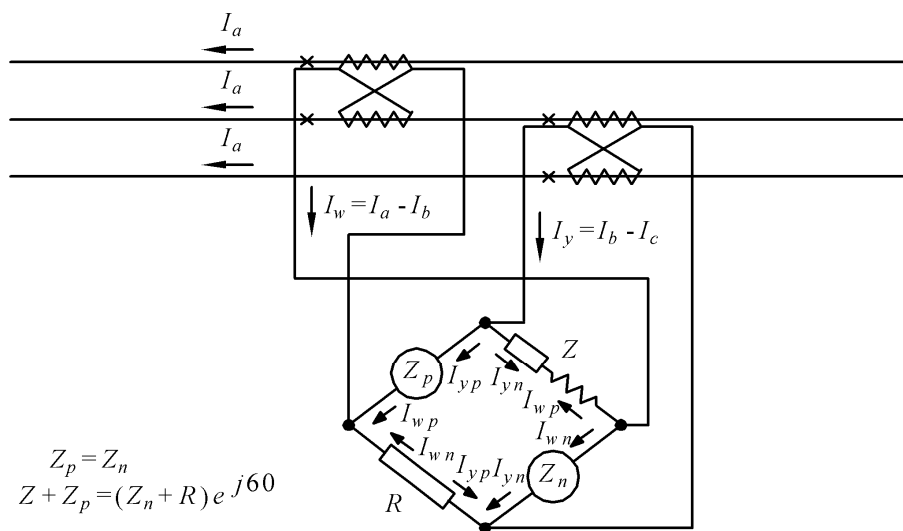 I_a
I_a
I_a
I_w = I_a - I_b
I_y = I_b - I_c
Z
Z_p
I_yp
I_yn
I_wp
I_wp
I_wn
I_wn
I_yp
I_yn
Z_n
R
Z_p = Z_n
Z + Z_p = (Z_n + R) e^j60